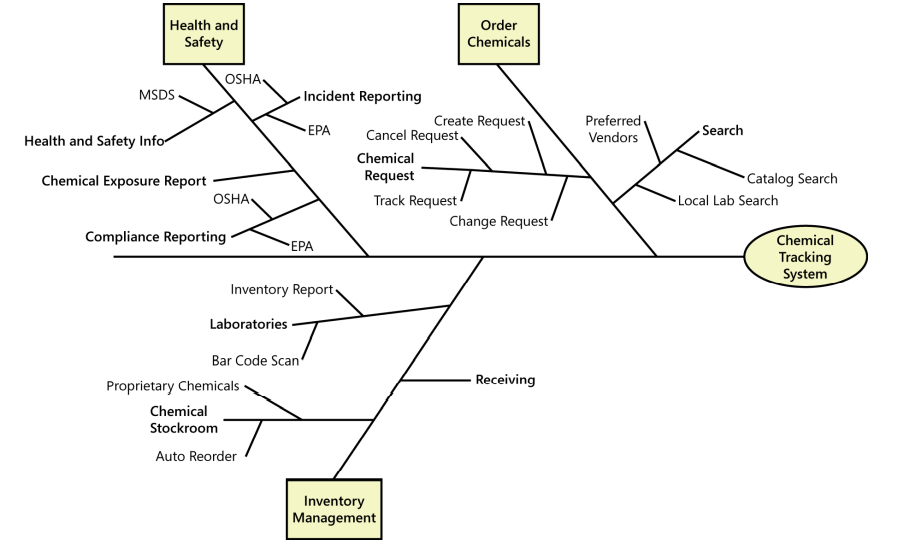 Health and
Safety
Order
Chemicals
OSHA
MSDS
Incident Reporting
EPA
Health and Safety Info
Chemical Exposure Report
OSHA
Compliance Reporting
EPA
Create Request
Cancel Request
Chemical
Request
Track Request
Change Request
Preferred
Vendors
Search
Catalog Search
Local Lab Search
Chemical
Tracking
System
Inventory Report
Laboratories
Bar Code Scan
Receiving
Proprietary Chemicals
Chemical
Stockroom
Auto Reorder
Inventory
Management